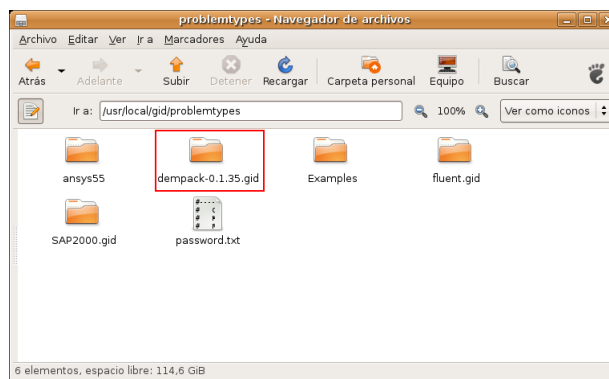 problemtypes - Navegador de archivos
Archivo Editar Ver Ir a Marcadores Ayuda
Atrás Adelante Subir Detener Recargar Carpeta personal Equipo Buscar
Ir a: /usr/local/gid/problemtypes 100% Ver como iconos
ansys55 dempack-0.1.35.gid Examples fluent.gid
SAP2000.gid password.txt
6 elementos, espacio libre: 114,6 GiB